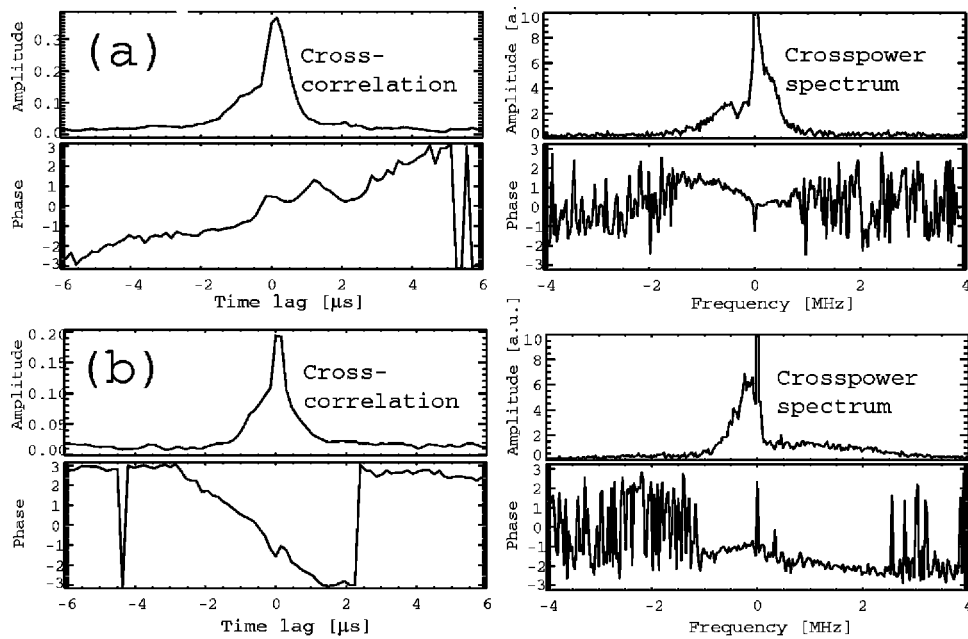 (a)
Cross-
correlation
Amplitude
0.3
0.2
0.1
0.0
Phase
3
2
1
0
-1
-2
-3
-6 -4 -2 0 2 4 6
Time lag [μs]
Crosspower
spectrum
Amplitude [a.
10
8
6
4
2
0
Phase
3
2
1
0
-1
-2
-3
-4 -2 0 2 4
Frequency [MHz]
(b)
Cross-
correlation
Amplitude
0.20
0.15
0.10
0.05
0.00
Phase
3
2
1
0
-1
-2
-3
-6 -4 -2 0 2 4 6
Time lag [μs]
Crosspower
spectrum
Amplitude [a.u.]
10
8
6
4
2
0
Phase
3
2
1
0
-1
-2
-3
-4 -2 0 2 4
Frequency [MHz]